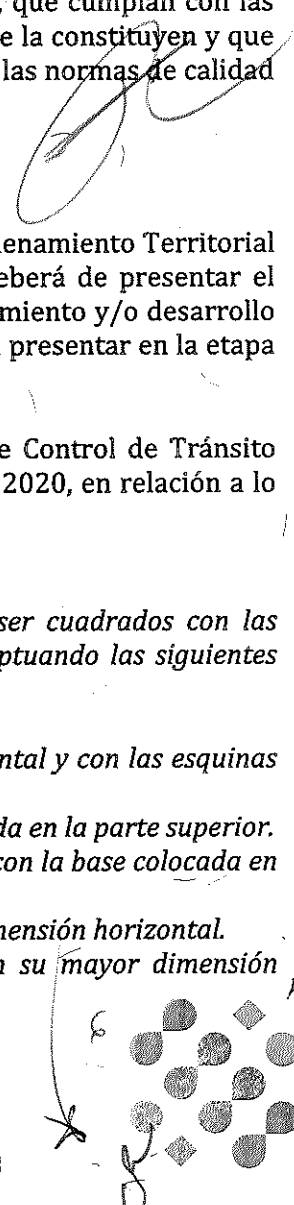 , que cumplan con las
e la constituyen y que
las normas de calidad
denamiento Territorial
eberá de presentar el
miento y/o desarrollo
presentar en la etapa
e Control de Tránsito
2020, en relación a lo
ser cuadrados con las
ptuando las siguientes
ntal y con las esquinas
da en la parte superior.
con la base colocada en
mensión horizontal.
su mayor dimensión